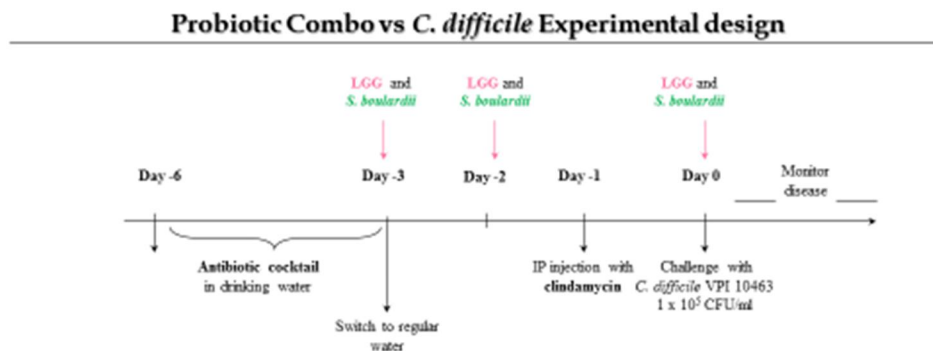 Probiotic Combo vs C. difficile Experimental design
LGG and
S. boulardii
LGG and
S. boulardii
LGG and
S. boulardii
Day -6
Day -3
Day -2
Day -1
Day 0
Monitor
disease
Antibiotic cocktail
in drinking water
Switch to regular
water
IP injection with
clindamycin
Challenge with
C. difficile VPI 10463
1 x 10⁵ CFU/ml